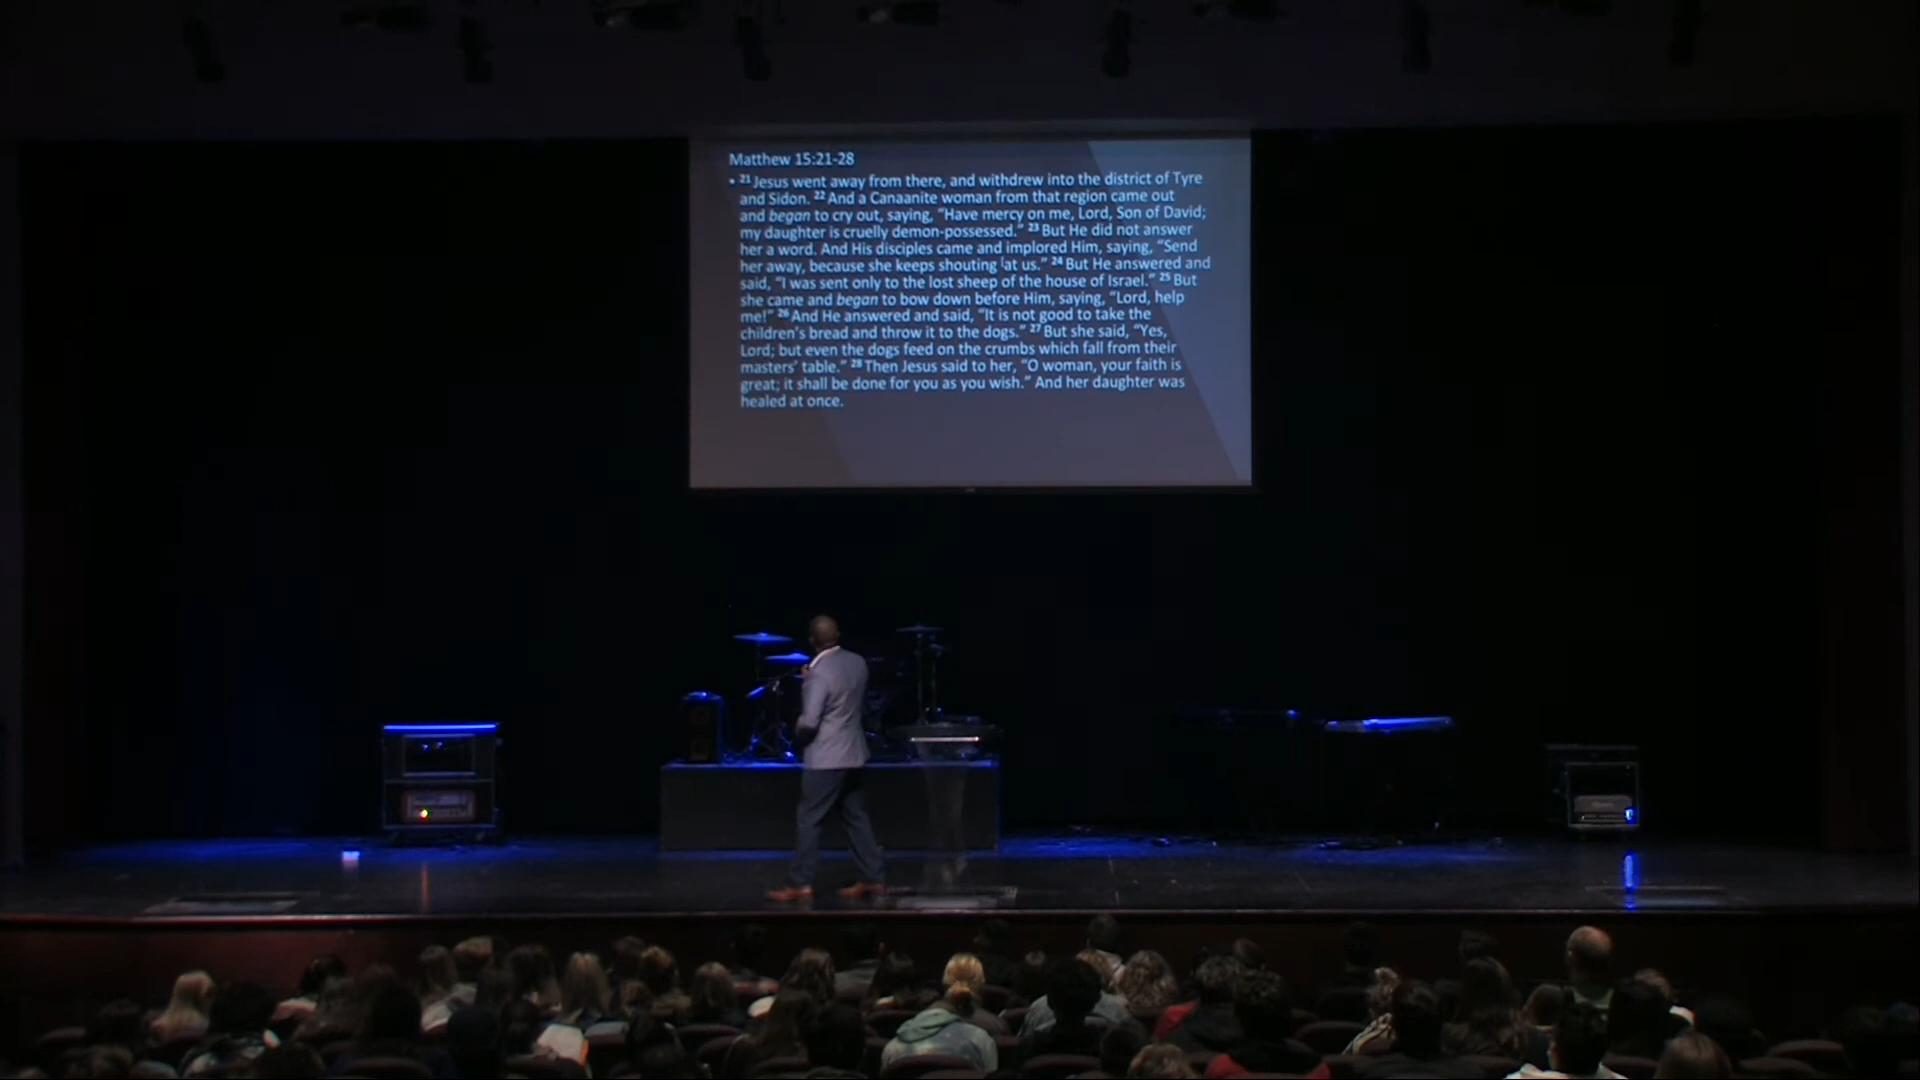 Matthew 15:21-28
• 21 Jesus went away from there, and withdrew into the district of Tyre
and Sidon. 22 And a Canaanite woman from that region came out
and began to cry out, saying, “Have mercy on me, Lord, Son of David;
my daughter is cruelly demon-possessed.” 23 But He did not answer
her a word. And His disciples came and implored Him, saying, “Send
her away, because she keeps shouting at us.” 24 But He answered and
said, “I was sent only to the lost sheep of the house of Israel.” 25 But
she came and began to bow down before Him, saying, “Lord, help
me!” 26 And He answered and said, “It is not good to take the
children’s bread and throw it to the dogs.” 27 But she said, “Yes,
Lord; but even the dogs feed on the crumbs which fall from their
masters’ table.” 28 Then Jesus said to her, “O woman, your faith is
great; it shall be done for you as you wish.” And her daughter was
healed at once.